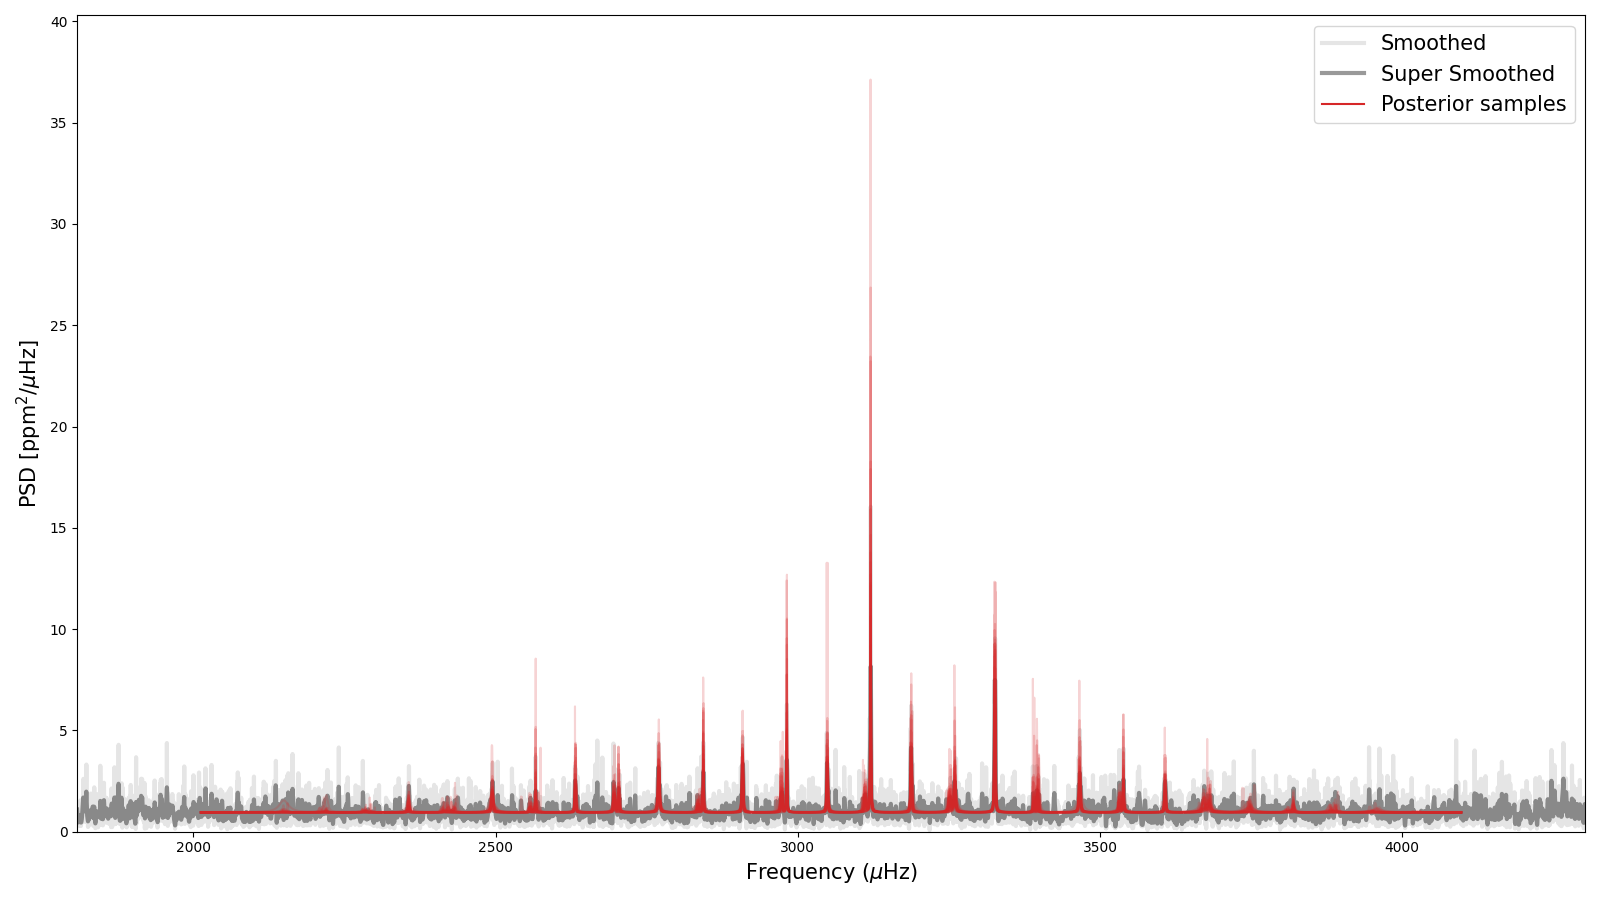 40
35
30
25
20
15
10
5
0
PSD [ppm²/μHz]
2000
2500
3000
3500
4000
Frequency (μHz)
Smoothed
Super Smoothed
Posterior samples